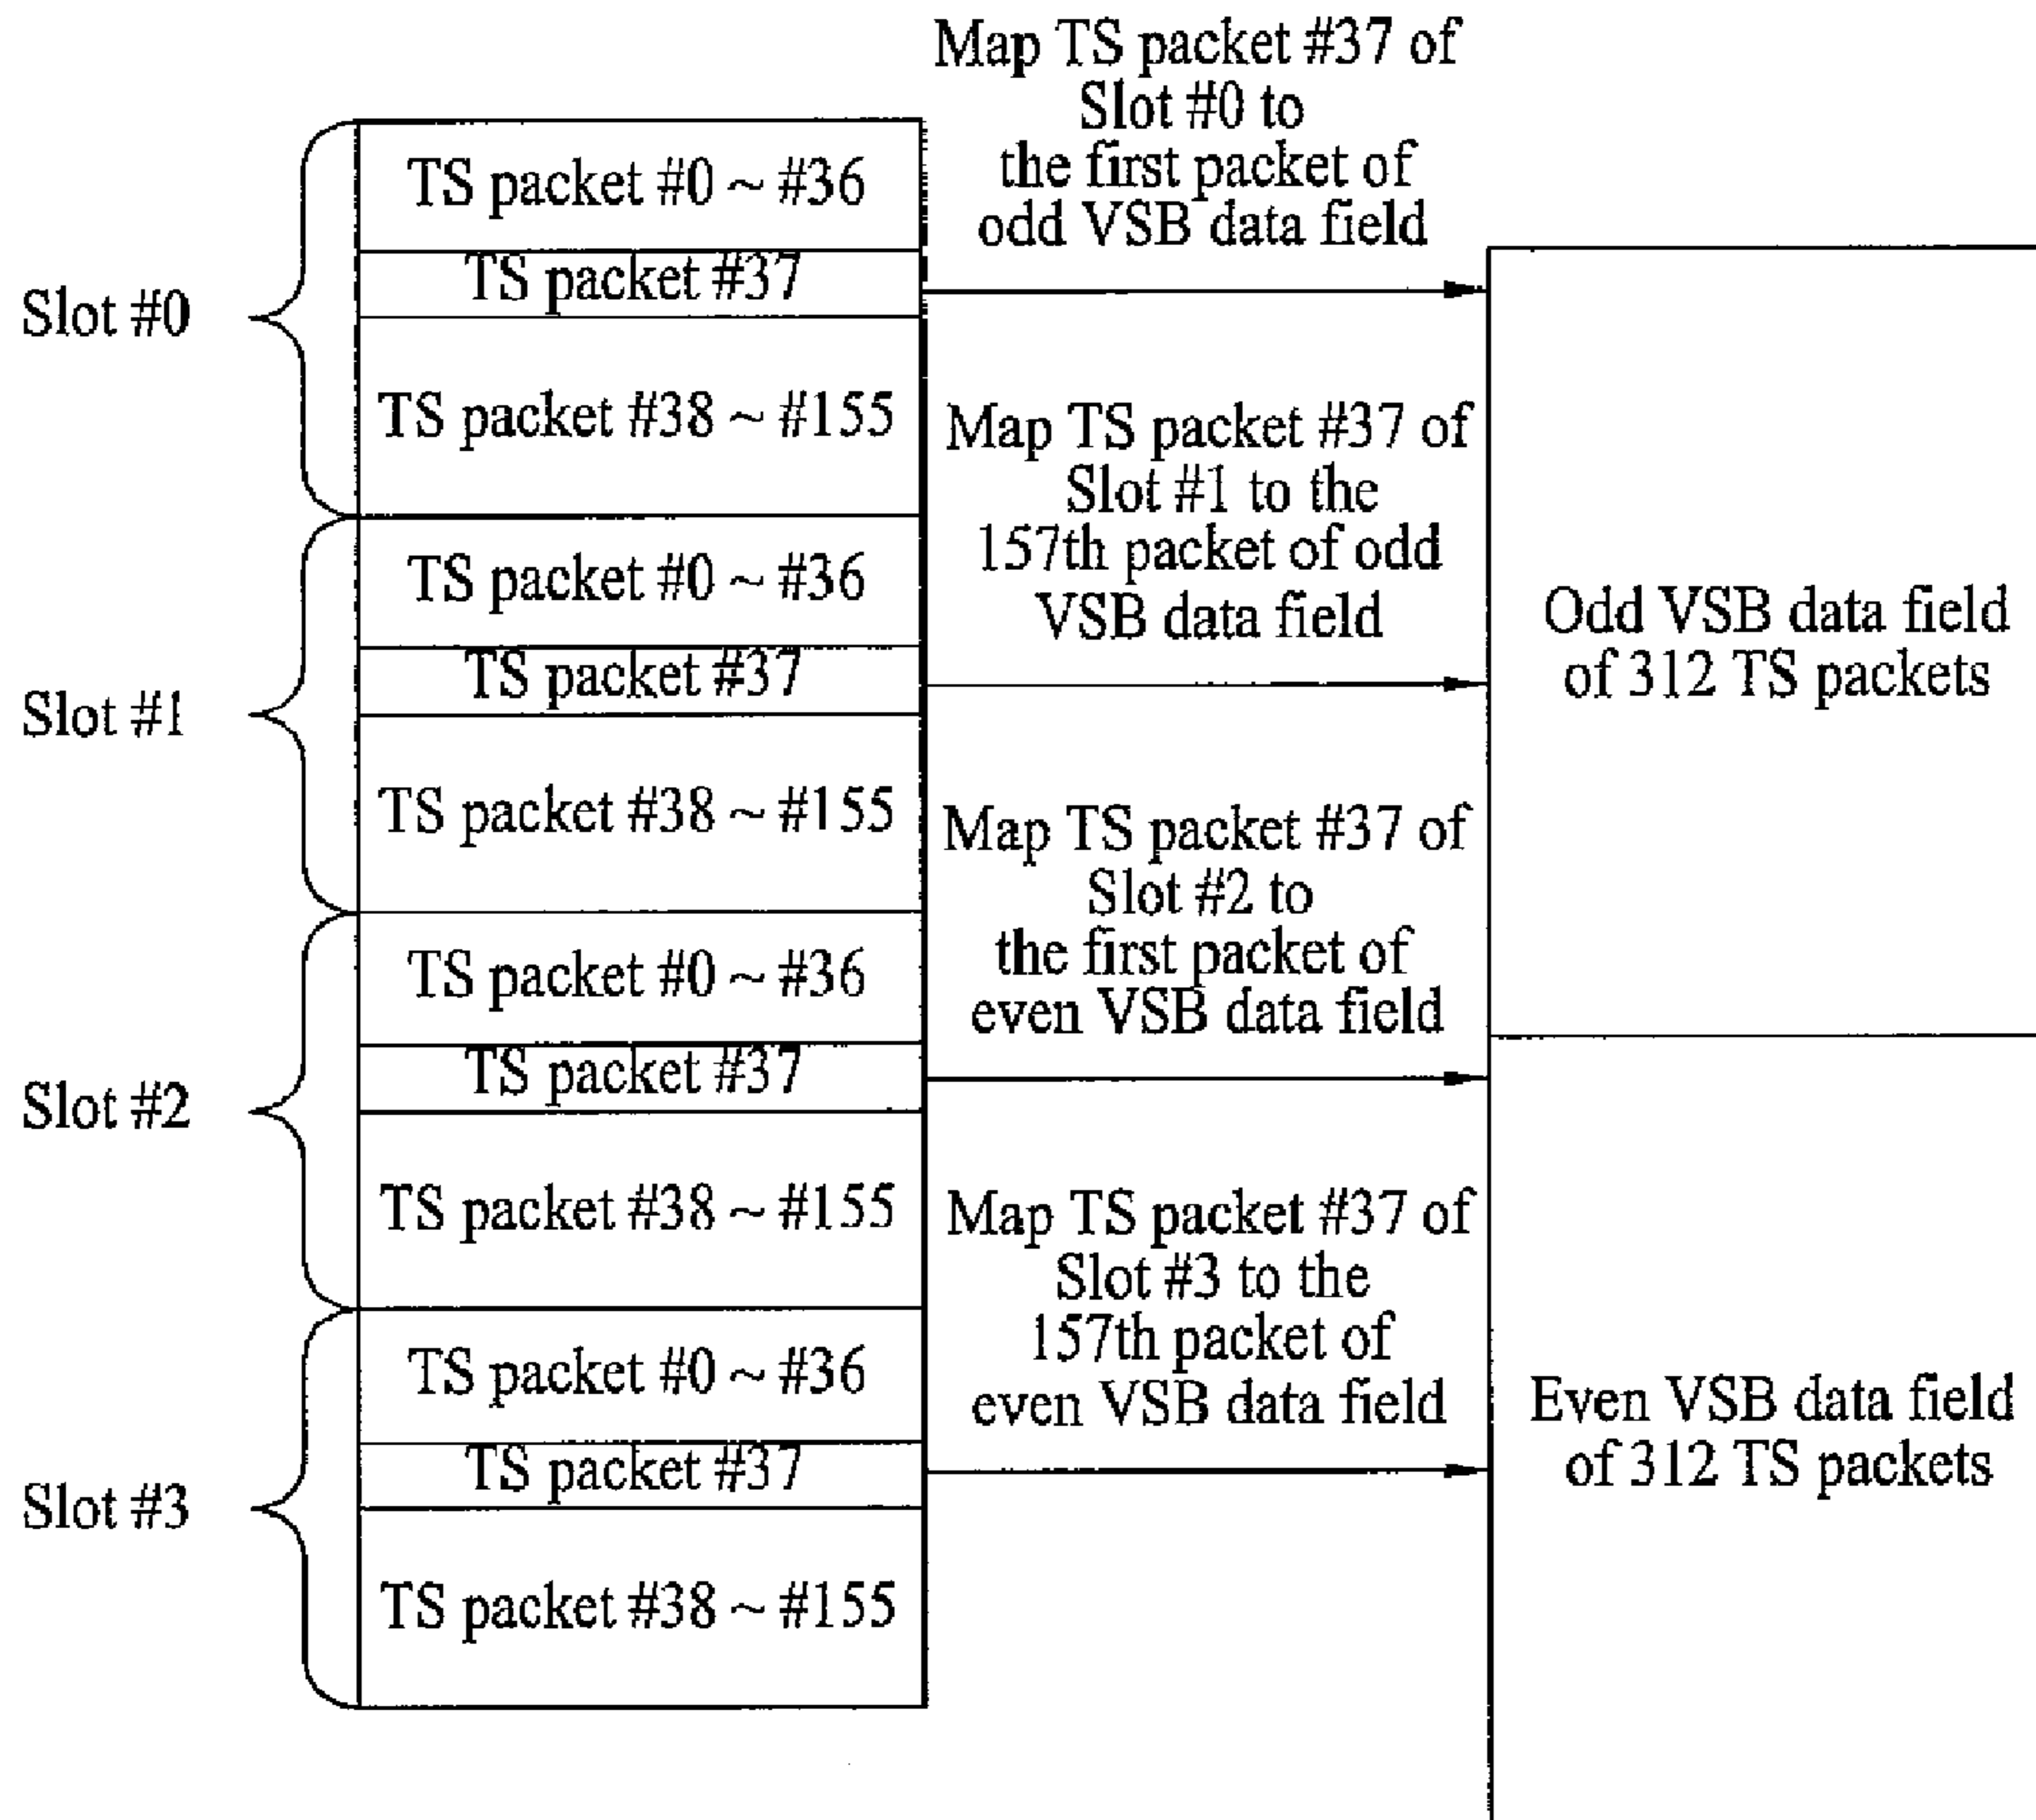 Map TS packet #37 of
Slot #0 to
the first packet of
odd VSB data field
Slot #0
TS packet #0 ~ #36
TS packet #37
TS packet #38 ~ #155
Map TS packet #37 of
Slot #1 to the
157th packet of odd
VSB data field
Slot #1
TS packet #0 ~ #36
TS packet #37
TS packet #38 ~ #155
Odd VSB data field
of 312 TS packets
Map TS packet #37 of
Slot #2 to
the first packet of
even VSB data field
Slot #2
TS packet #0 ~ #36
TS packet #37
TS packet #38 ~ #155
Map TS packet #37 of
Slot #3 to the
157th packet of
even VSB data field
Slot #3
TS packet #0 ~ #36
TS packet #37
TS packet #38 ~ #155
Even VSB data field
of 312 TS packets